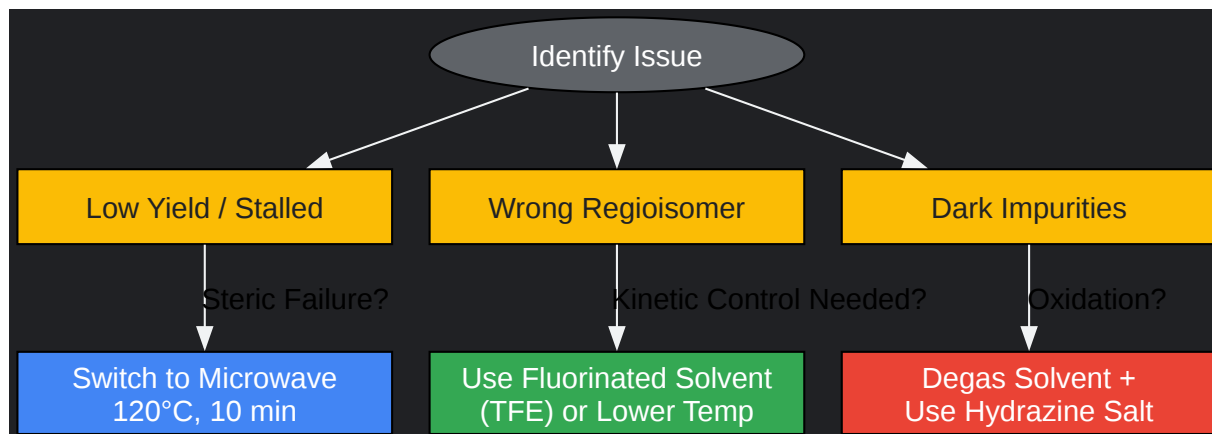 Identify Issue
Low Yield / Stalled
Wrong Regioisomer
Dark Impurities
Steric Failure?
Kinetic Control Needed?
Oxidation?
Switch to Microwave
120°C, 10 min
Use Fluorinated Solvent
(TFE) or Lower Temp
Degas Solvent +
Use Hydrazine Salt